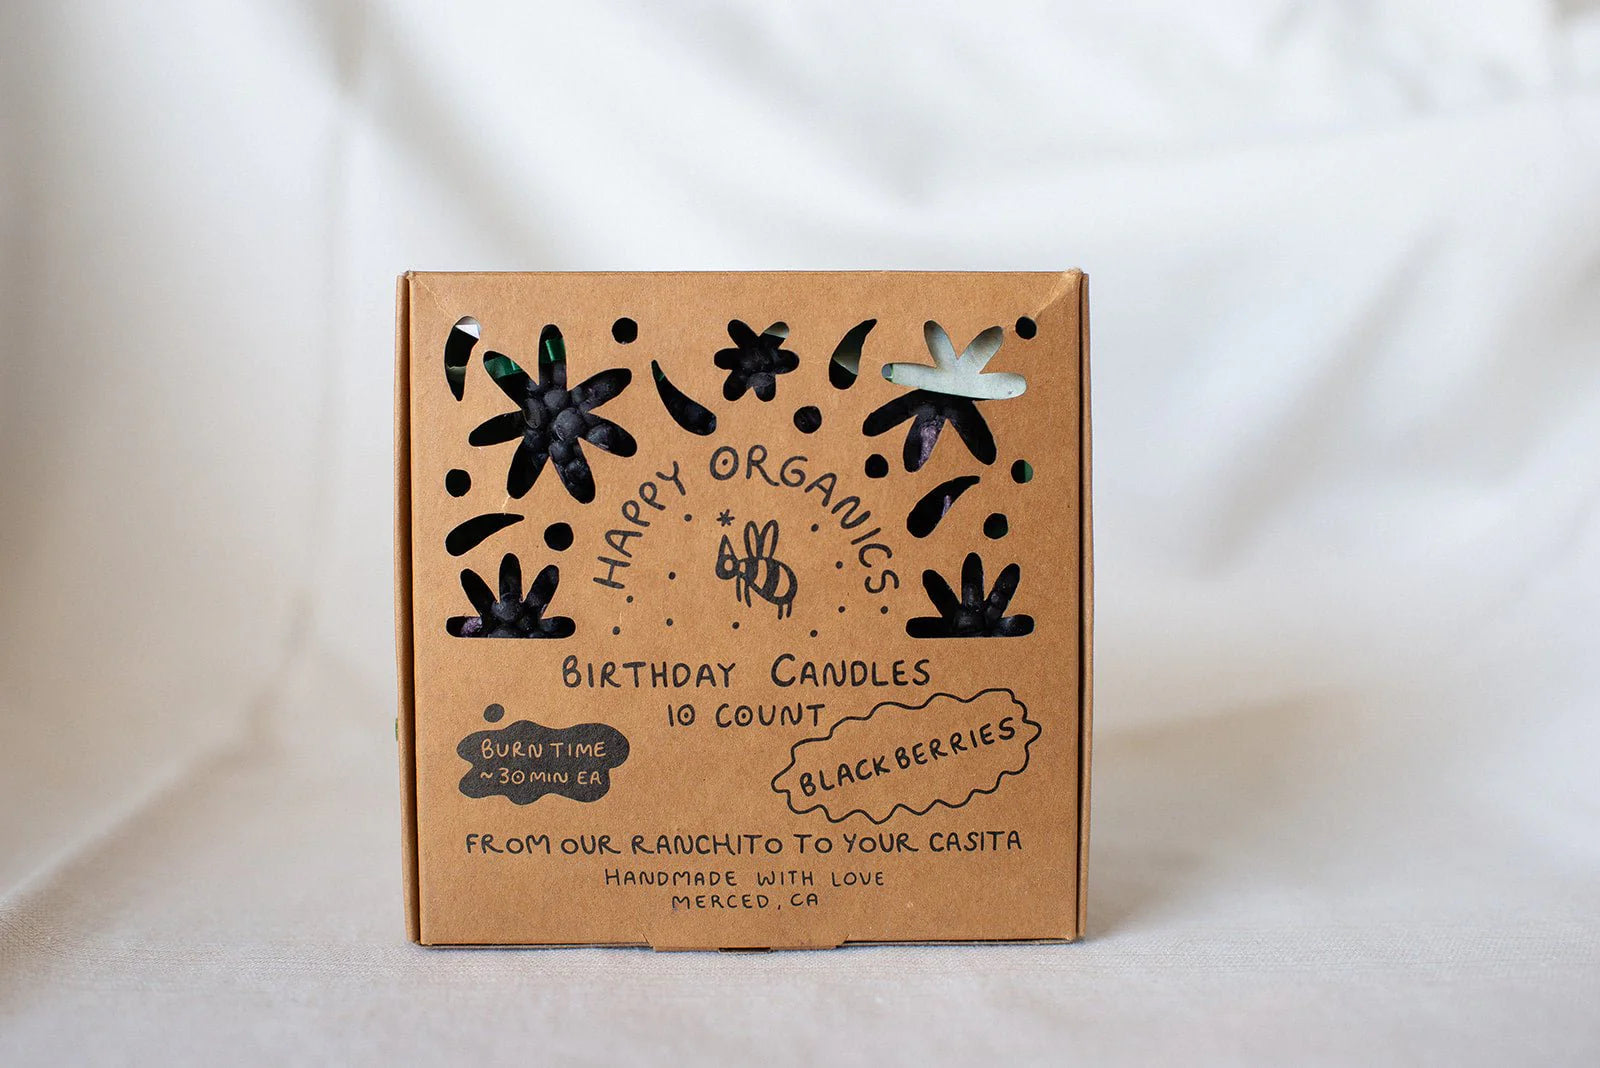 HAPPY ORGANICS
BIRTHDAY CANDLES
10 COUNT
BURN TIME
~30 MIN EA
BLACKBERRIES
FROM OUR RANCHITO TO YOUR CASITA
HANDMADE WITH LOVE
MERCED, CA